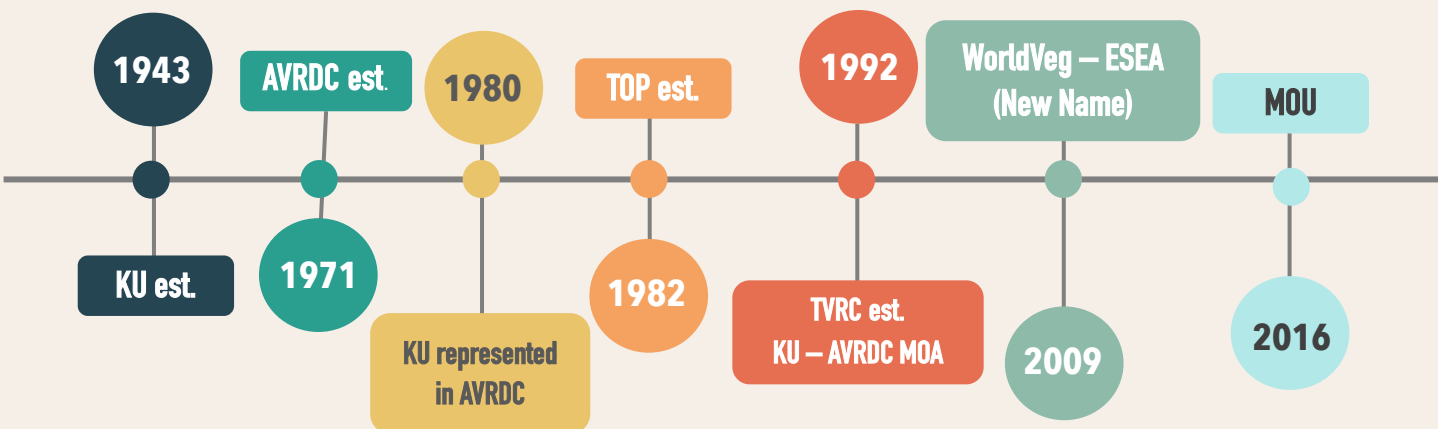 1943
KU est.
AVRDC est.
1971
1980
KU represented
in AVRDC
TOP est.
1982
1992
TVRC est.
KU – AVRDC MOA
WorldVeg – ESEA
(New Name)
2009
MOU
2016